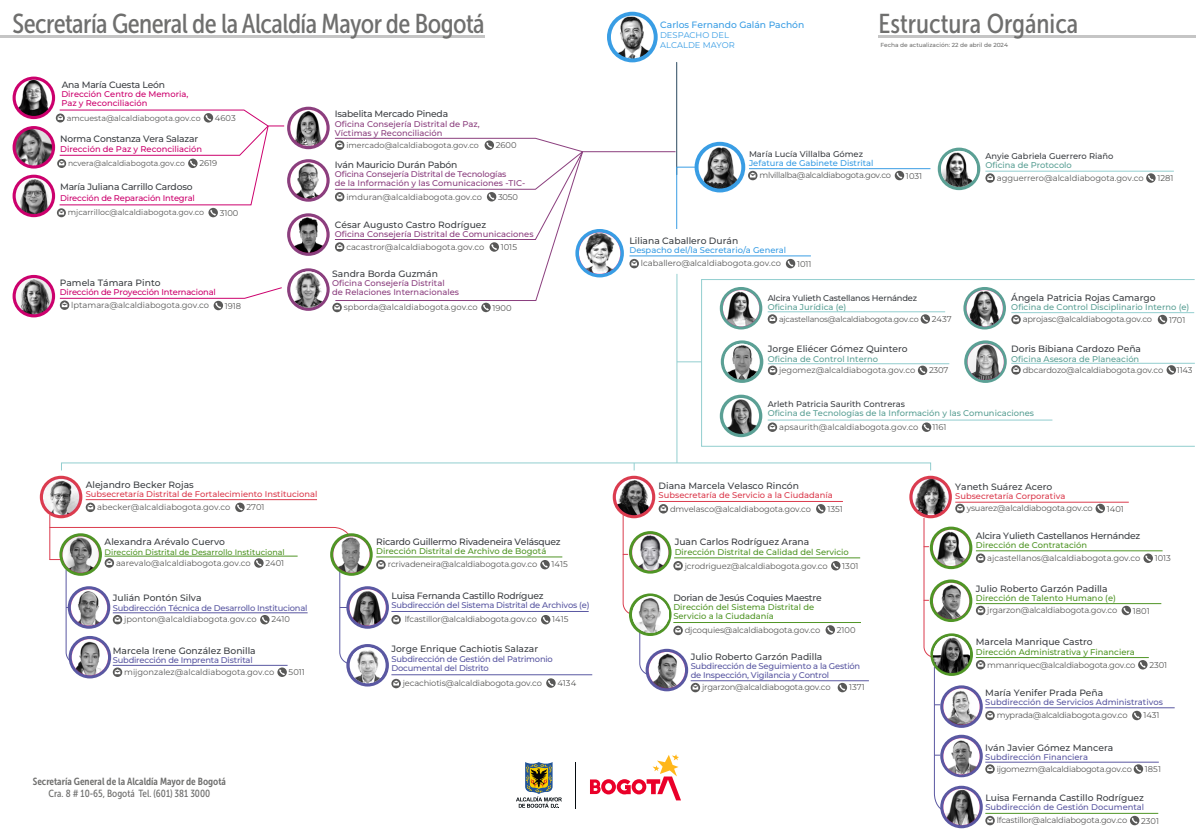 Secretaría General de la Alcaldía Mayor de Bogotá
Carlos Fernando Galán Pachón
DESPACHO DEL
ALCALDE MAYOR
Estructura Orgánica
Fecha de actualización: 22 de abril de 2024
Ana María Cuesta León
Dirección Centro de Memoria,
Paz y Reconciliación
amcuesta@alcaldiabogota.gov.co 4603
Norma Constanza Vera Salazar
Dirección de Paz y Reconciliación
ncvera@alcaldiabogota.gov.co 2619
María Juliana Carrillo Cardoso
Dirección de Reparación Integral
mjcarrilloc@alcaldiabogota.gov.co 3100
Pamela Támara Pinto
Dirección de Proyección Internacional
lptamara@alcaldiabogota.gov.co 1918
Isabelita Mercado Pineda
Oficina Consejería Distrital de Paz,
Víctimas y Reconciliación
imercado@alcaldiabogota.gov.co 2600
Iván Mauricio Durán Pabón
Oficina Consejería Distrital de Tecnologías
de la Información y las Comunicaciones -TIC-
imduran@alcaldiabogota.gov.co 3050
César Augusto Castro Rodríguez
Oficina Consejería Distrital de Comunicaciones
cacastror@alcaldiabogota.gov.co 1015
Sandra Borda Guzmán
Oficina Consejería Distrital
de Relaciones Internacionales
spborda@alcaldiabogota.gov.co 1900
María Lucía Villalba Gómez
Jefatura de Gabinete Distrital
mlvillalba@alcaldiabogota.gov.co 1031
Anyie Gabriela Guerrero Riaño
Oficina de Protocolo
agguerrero@alcaldiabogota.gov.co 1281
Liliana Caballero Durán
Despacho del/la Secretario/a General
lcaballero@alcaldiabogota.gov.co 1011
Alcira Yulieth Castellanos Hernández
Oficina Jurídica (e)
ajcastellanos@alcaldiabogota.gov.co 2437
Ángela Patricia Rojas Camargo
Oficina de Control Disciplinario Interno (e)
aprojasc@alcaldiabogota.gov.co 1701
Jorge Eliécer Gómez Quintero
Oficina de Control Interno
jegomez@alcaldiabogota.gov.co 2307
Doris Bibiana Cardozo Peña
Oficina Asesora de Planeación
dbcardozo@alcaldiabogota.gov.co 1143
Arleth Patricia Saurith Contreras
Oficina de Tecnologías de la Información y las Comunicaciones
apsaurith@alcaldiabogota.gov.co 1161
Alejandro Becker Rojas
Subsecretaría Distrital de Fortalecimiento Institucional
abecker@alcaldiabogota.gov.co 2701
Alexandra Arévalo Cuervo
Dirección Distrital de Desarrollo Institucional
aarevalo@alcaldiabogota.gov.co 2401
Julián Pontón Silva
Subdirección Técnica de Desarrollo Institucional
jponton@alcaldiabogota.gov.co 2410
Marcela Irene González Bonilla
Subdirección de Imprenta Distrital
mijgonzalez@alcaldiabogota.gov.co 5011
Ricardo Guillermo Rivadeneira Velásquez
Dirección Distrital de Archivo de Bogotá
rcrivadeneira@alcaldiabogota.gov.co 1415
Luisa Fernanda Castillo Rodríguez
Subdirección del Sistema Distrital de Archivos (e)
lfcastillor@alcaldiabogota.gov.co 1415
Jorge Enrique Cachiotis Salazar
Subdirección de Gestión del Patrimonio
Documental del Distrito
jecachiotis@alcaldiabogota.gov.co 4134
Diana Marcela Velasco Rincón
Subsecretaría de Servicio a la Ciudadanía
dmvelasco@alcaldiabogota.gov.co 1351
Juan Carlos Rodríguez Arana
Dirección Distrital de Calidad del Servicio
jcrodriguez@alcaldiabogota.gov.co 1301
Dorian de Jesús Coquies Maestre
Dirección del Sistema Distrital de
Servicio a la Ciudadanía
djcoquies@alcaldiabogota.gov.co 2100
Julio Roberto Garzón Padilla
Subdirección de Seguimiento a la Gestión
de Inspección, Vigilancia y Control
jrgarzon@alcaldiabogota.gov.co 1371
Yaneth Suárez Acero
Subsecretaría Corporativa
ysuarez@alcaldiabogota.gov.co 1401
Alcira Yulieth Castellanos Hernández
Dirección de Contratación
ajcastellanos@alcaldiabogota.gov.co 1013
Julio Roberto Garzón Padilla
Dirección de Talento Humano (e)
jrgarzon@alcaldiabogota.gov.co 1801
Marcela Manrique Castro
Dirección Administrativa y Financiera
mmanriquec@alcaldiabogota.gov.co 2301
María Yenifer Prada Peña
Subdirección de Servicios Administrativos
myprada@alcaldiabogota.gov.co 1431
Iván Javier Gómez Mancera
Subdirección Financiera
ijgomezm@alcaldiabogota.gov.co 1851
Luisa Fernanda Castillo Rodríguez
Subdirección de Gestión Documental
lfcastillor@alcaldiabogota.gov.co 2301
Secretaría General de la Alcaldía Mayor de Bogotá
Cra. 8 # 10-65, Bogotá Tel. (601) 381 3000
ALCALDÍA MAYOR
DE BOGOTÁ D.C.
BOGOTÁ